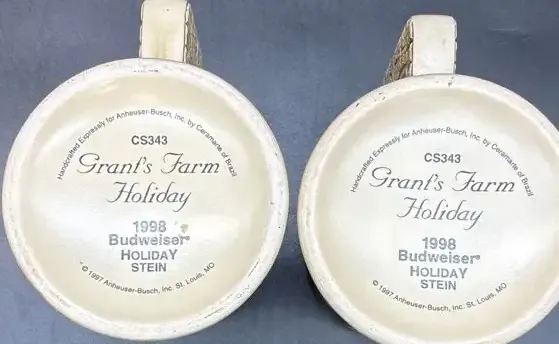 Handcrafted Expressly for Anheuser-Busch, Inc. by Ceramarte of Brazil
CS343
Grant's Farm
Holiday
1998
Budweiser®
HOLIDAY
STEIN
© 1997 Anheuser-Busch, Inc. St. Louis, MO
Handcrafted Expressly for Anheuser-Busch, Inc. by Ceramarte of Brazil
CS343
Grant's Farm
Holiday
1998
Budweiser®
HOLIDAY
STEIN
© 1997 Anheuser-Busch, Inc. St. Louis, MO